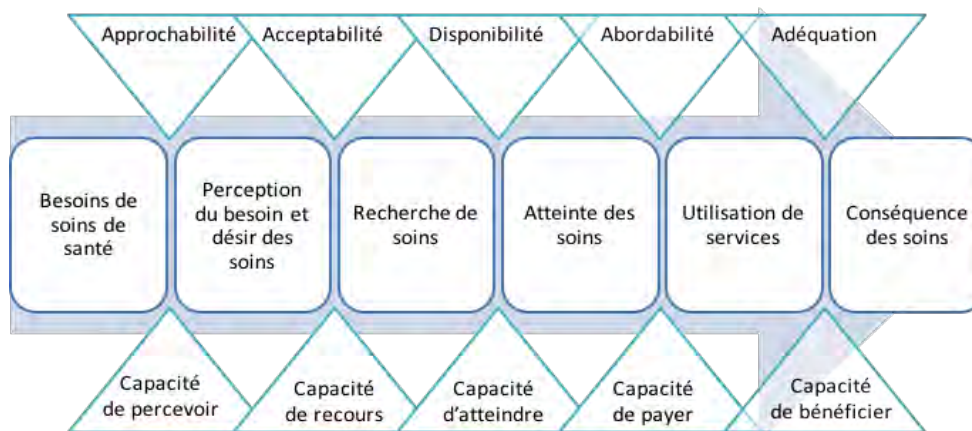 Approchabilité
Acceptabilité
Disponibilité
Abordabilité
Adéquation
Besoins de
soins de
santé
Perception
du besoin et
désir des
soins
Recherche de
soins
Atteinte des
soins
Utilisation de
services
Conséquence
des soins
Capacité
de percevoir
Capacité
de recours
Capacité
d'atteindre
Capacité
de payer
Capacité
de bénéficier